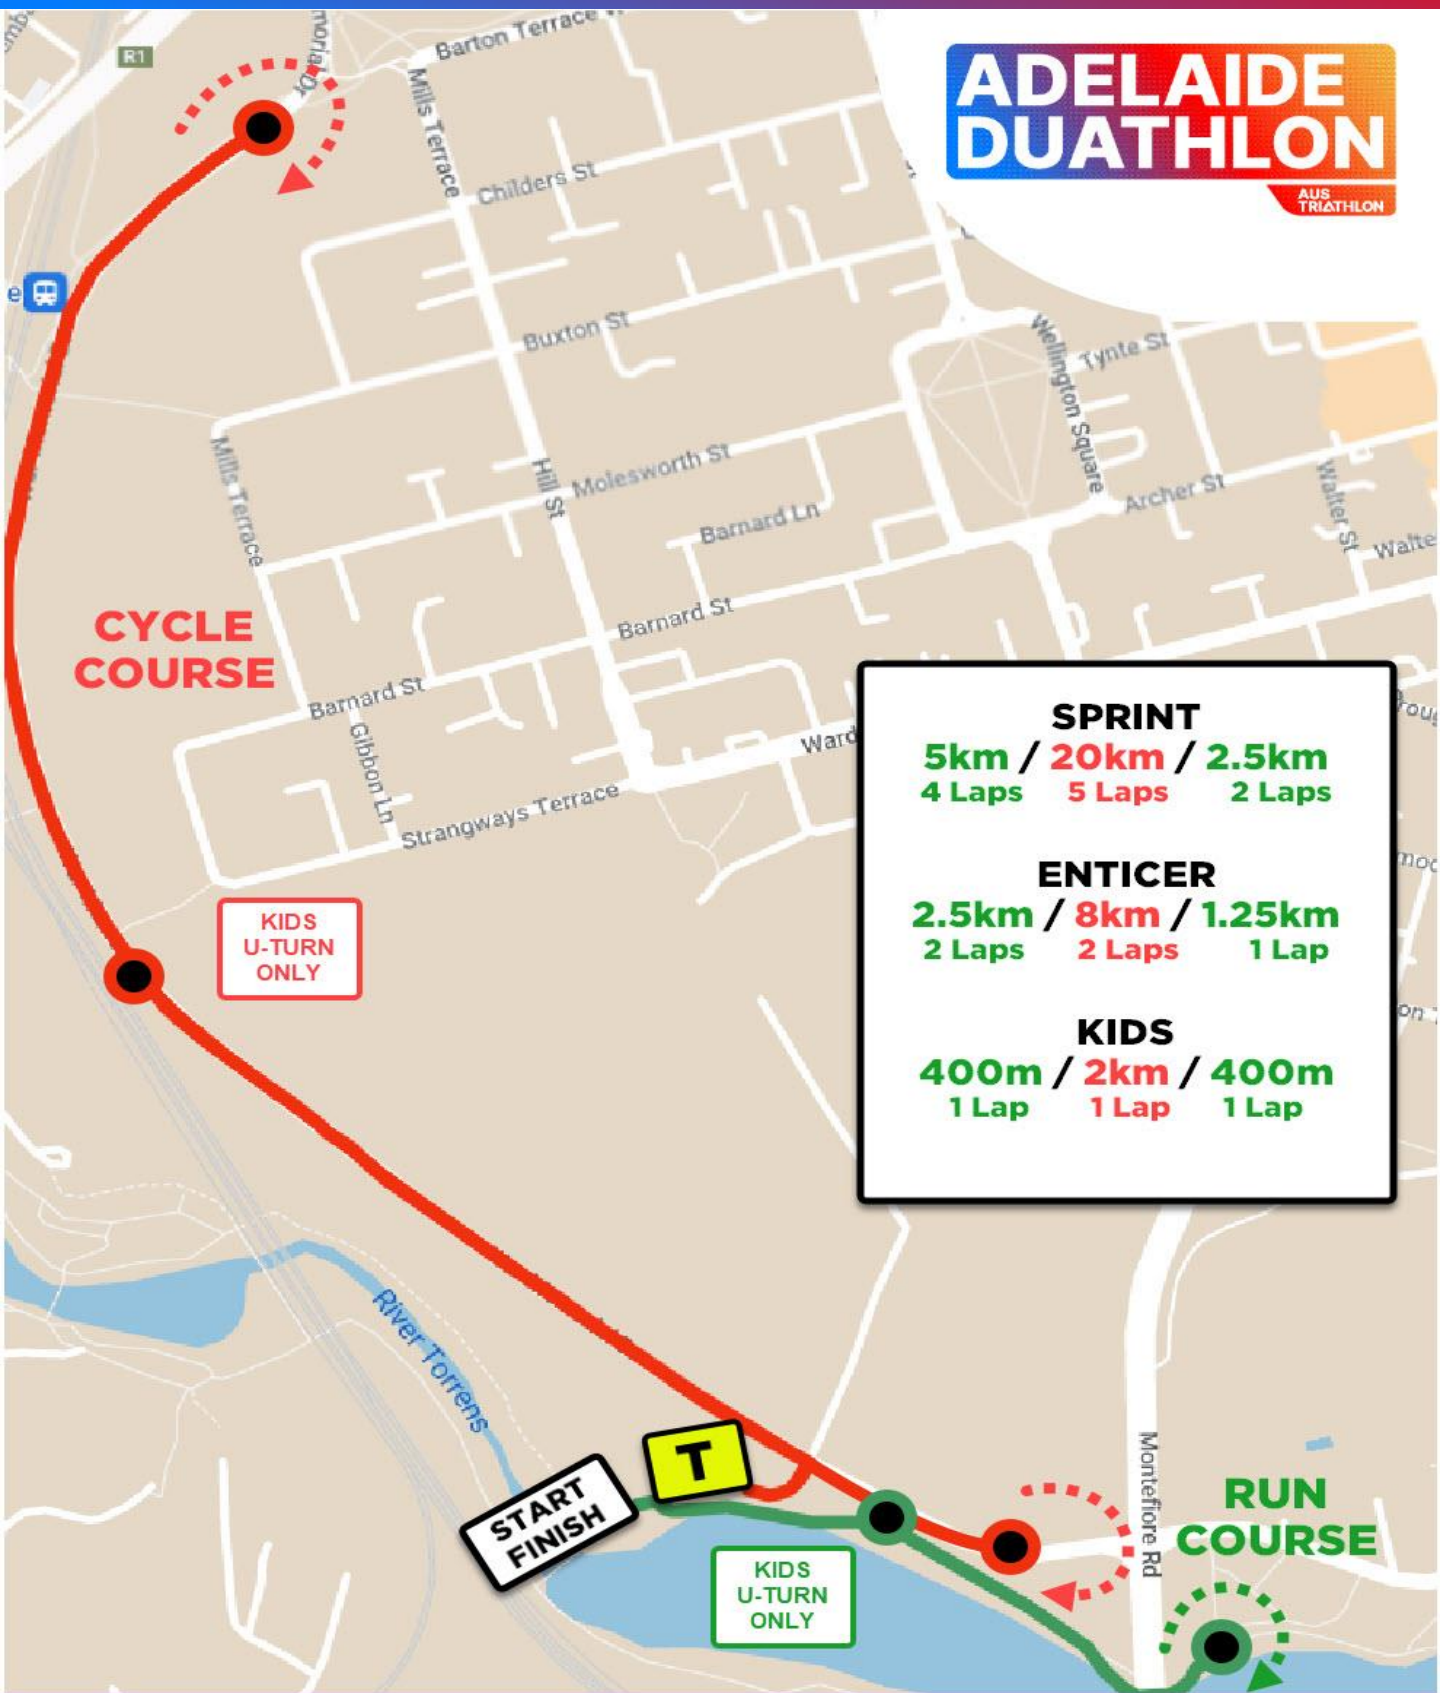 R1
Barton Terrace W
Mills Terrace
ADELAIDE
DUATHLON
AUS
TRIATHLON
Childers St
Buxton St
Wellington Square
Tynte St
Mills Terrace
Hill St
Molesworth St
Barnard Ln
Archer St
Walter St
Walte
CYCLE
COURSE
Barnard St
Barnard St
Gibbon Ln
Strangways Terrace
Ward
SPRINT
5km / 20km / 2.5km
4 Laps 5 Laps 2 Laps
ENTICER
2.5km / 8km / 1.25km
2 Laps 2 Laps 1 Lap
KIDS
400m / 2km / 400m
1 Lap 1 Lap 1 Lap
KIDS
U-TURN
ONLY
River Torrens
T
START
FINISH
KIDS
U-TURN
ONLY
Montefiore Rd
RUN
COURSE